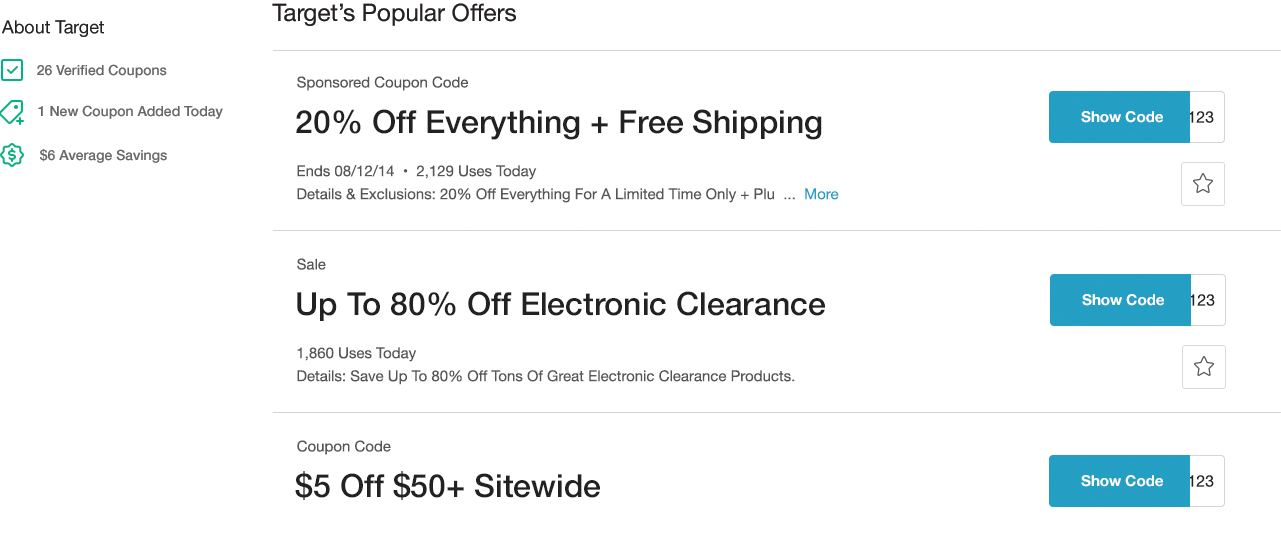 About Target
26 Verified Coupons
1 New Coupon Added Today
$6 Average Savings
Target’s Popular Offers
Sponsored Coupon Code
20% Off Everything + Free Shipping
Show Code 123
Ends 08/12/14 • 2,129 Uses Today
Details & Exclusions: 20% Off Everything For A Limited Time Only + Plu ... More
Sale
Up To 80% Off Electronic Clearance
Show Code 123
1,860 Uses Today
Details: Save Up To 80% Off Tons Of Great Electronic Clearance Products.
Coupon Code
$5 Off $50+ Sitewide
Show Code 123